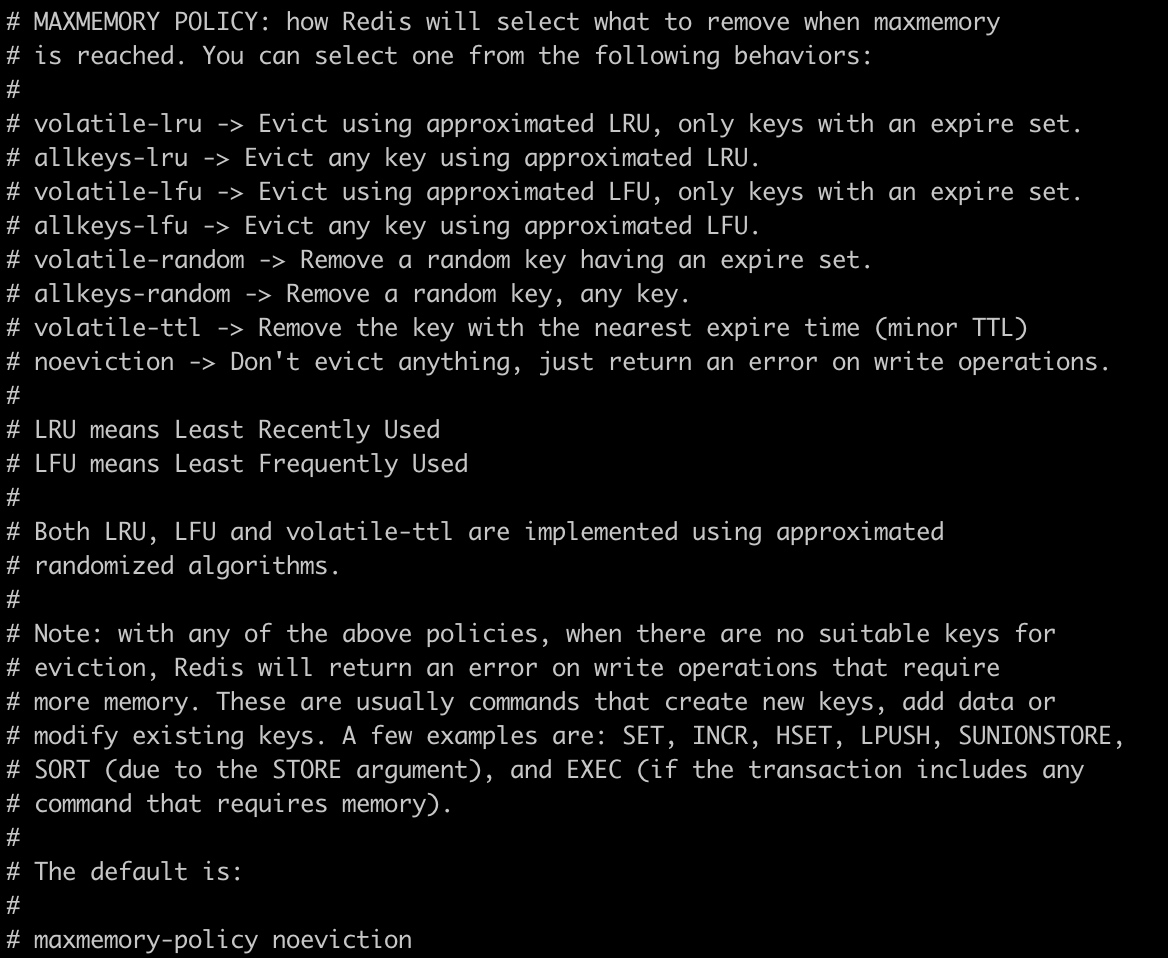 # MAXMEMORY POLICY: how Redis will select what to remove when maxmemory
# is reached. You can select one from the following behaviors:
#
# volatile-lru -> Evict using approximated LRU, only keys with an expire set.
# allkeys-lru -> Evict any key using approximated LRU.
# volatile-lfu -> Evict using approximated LFU, only keys with an expire set.
# allkeys-lfu -> Evict any key using approximated LFU.
# volatile-random -> Remove a random key having an expire set.
# allkeys-random -> Remove a random key, any key.
# volatile-ttl -> Remove the key with the nearest expire time (minor TTL)
# noeviction -> Don't evict anything, just return an error on write operations.
#
# LRU means Least Recently Used
# LFU means Least Frequently Used
#
# Both LRU, LFU and volatile-ttl are implemented using approximated
# randomized algorithms.
#
# Note: with any of the above policies, when there are no suitable keys for
# eviction, Redis will return an error on write operations that require
# more memory. These are usually commands that create new keys, add data or
# modify existing keys. A few examples are: SET, INCR, HSET, LPUSH, SUNIONSTORE,
# SORT (due to the STORE argument), and EXEC (if the transaction includes any
# command that requires memory).
#
# The default is:
#
# maxmemory-policy noeviction